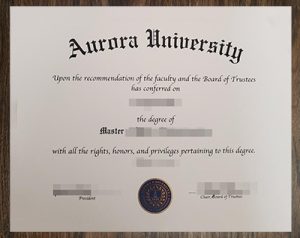 Aurora University
Upon the recommendation of the faculty and the Board of Trustees
has conferred on
the degree of
Master
with all the rights, honors, and privileges pertaining to this degree.
President
Chair, Board of Trustees